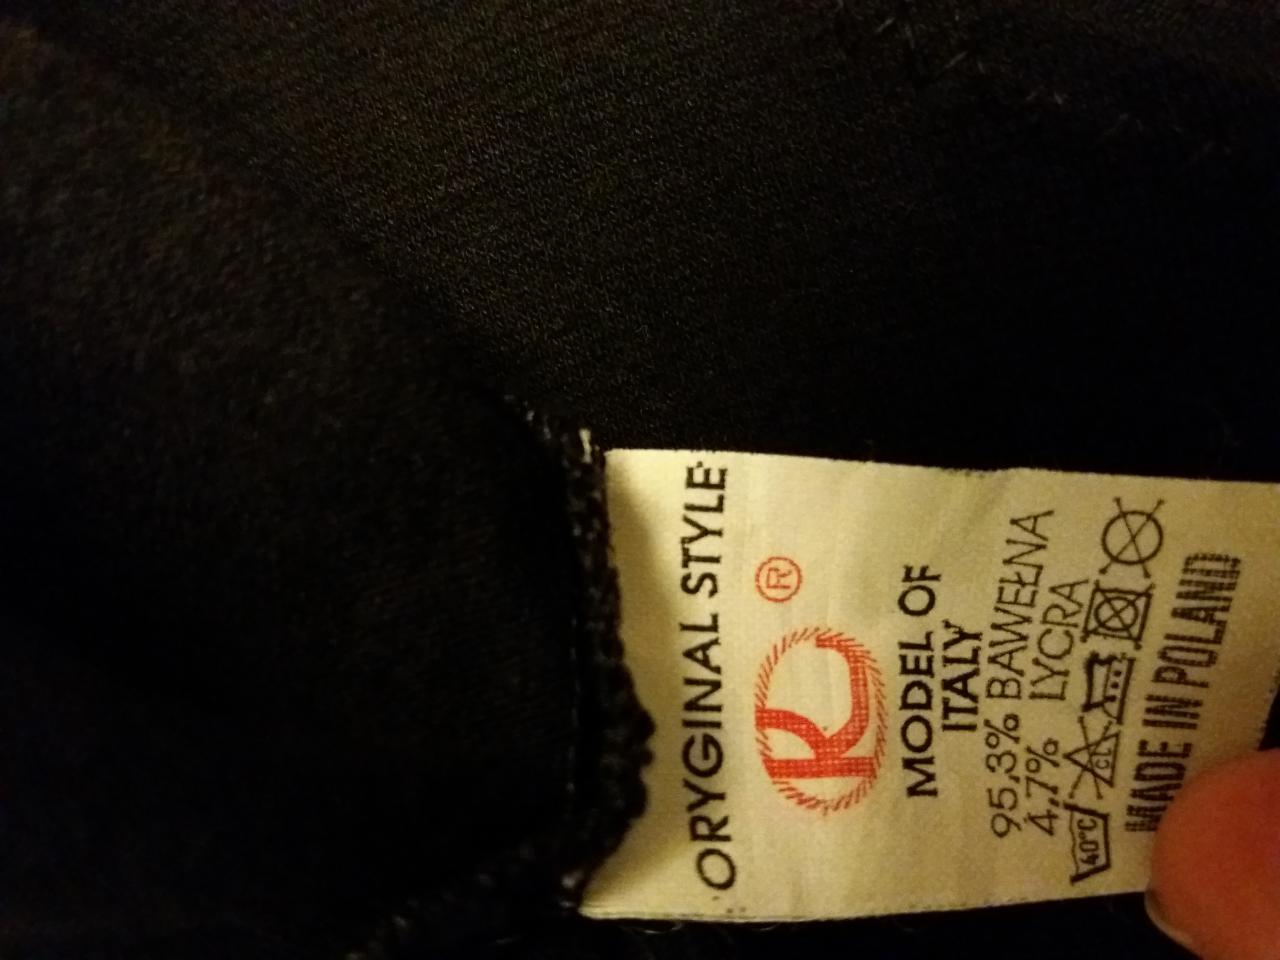 ORYGINAL STYLE
®
R
MODEL OF
ITALY
95,3% BAWEŁNA
4,7% LYCRA
40°C CL
MADE IN POLAND